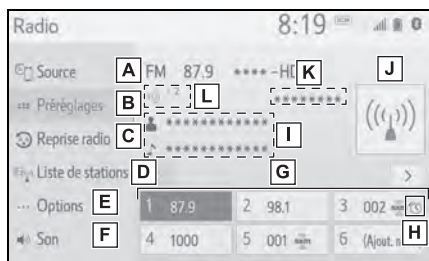 Radio 8:19 DCM
Source A FM 87.9 ****-HD K J
Préréglages B L ********
Reprise radio C ************ I
Liste de stations D ************ G
Options E 1 87.9 2 98.1 3 002 H
Son F 4 1000 5 001 6 (Ajout. n